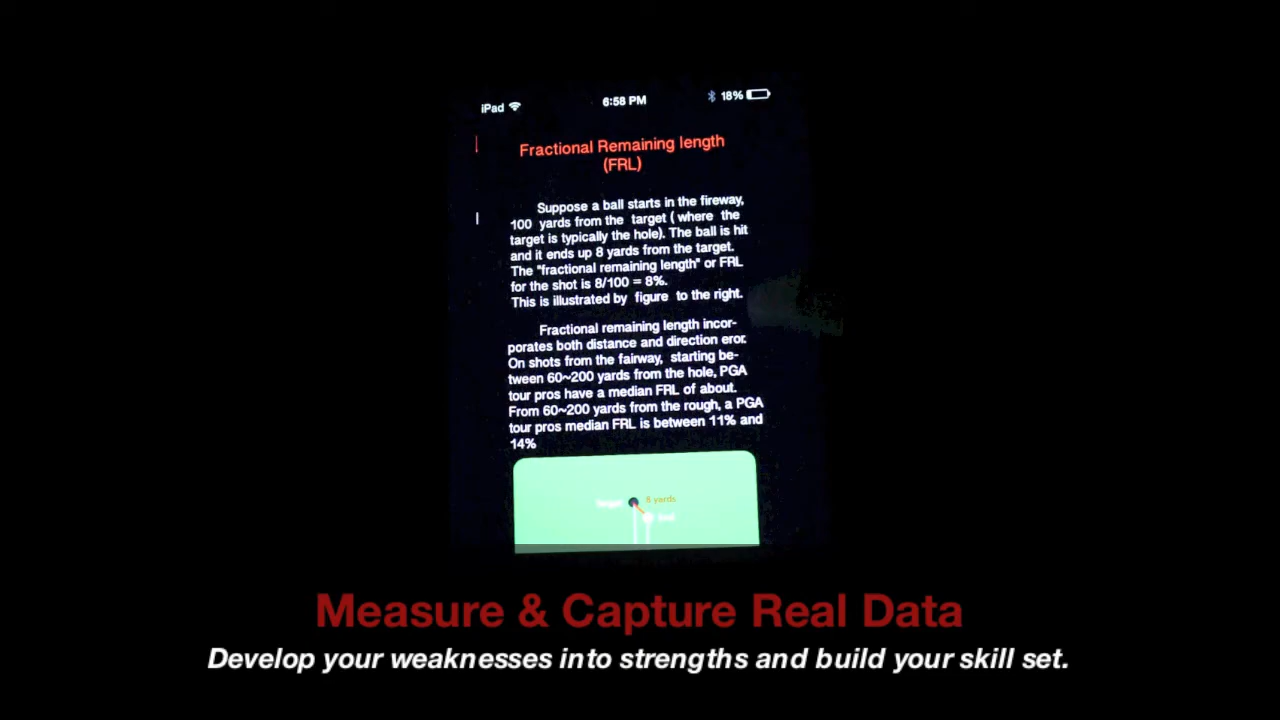 iPad 6:58 PM 18%
Fractional Remaining length
(FRL)
Suppose a ball starts in the fireway,
100 yards from the target ( where the
target is typically the hole). The ball is hit
and it ends up 8 yards from the target.
The "fractional remaining length" or FRL
for the shot is 8/100 = 8%.
This is illustrated by figure to the right.
Fractional remaining length incor-
porates both distance and direction eror.
On shots from the fairway, starting be-
tween 60~200 yards from the hole, PGA
tour pros have a median FRL of about.
From 60~200 yards from the rough, a PGA
tour pros median FRL is between 11% and
14%
8 yards
Measure & Capture Real Data
Develop your weaknesses into strengths and build your skill set.